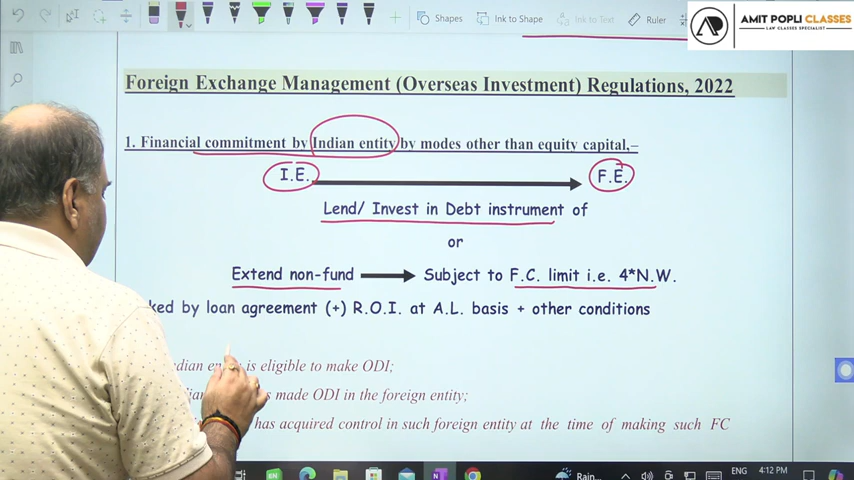 Shapes
Ink to Shape
Ink to Text
Ruler
AMIT POPLI CLASSES
LAW CLASSES SPECIALIST
Foreign Exchange Management (Overseas Investment) Regulations, 2022
1. Financial commitment by Indian entity by modes other than equity capital,–
I.E. F.E.
Lend/ Invest in Debt instrument of
or
Extend non-fund Subject to F.C. limit i.e. 4*N.W.
by loan agreement (+) R.O.I. at A.L. basis + other conditions
is eligible to make ODI;
made ODI in the foreign entity;
has acquired control in such foreign entity at the time of making such FC
Rain...
ENG
4:12 PM